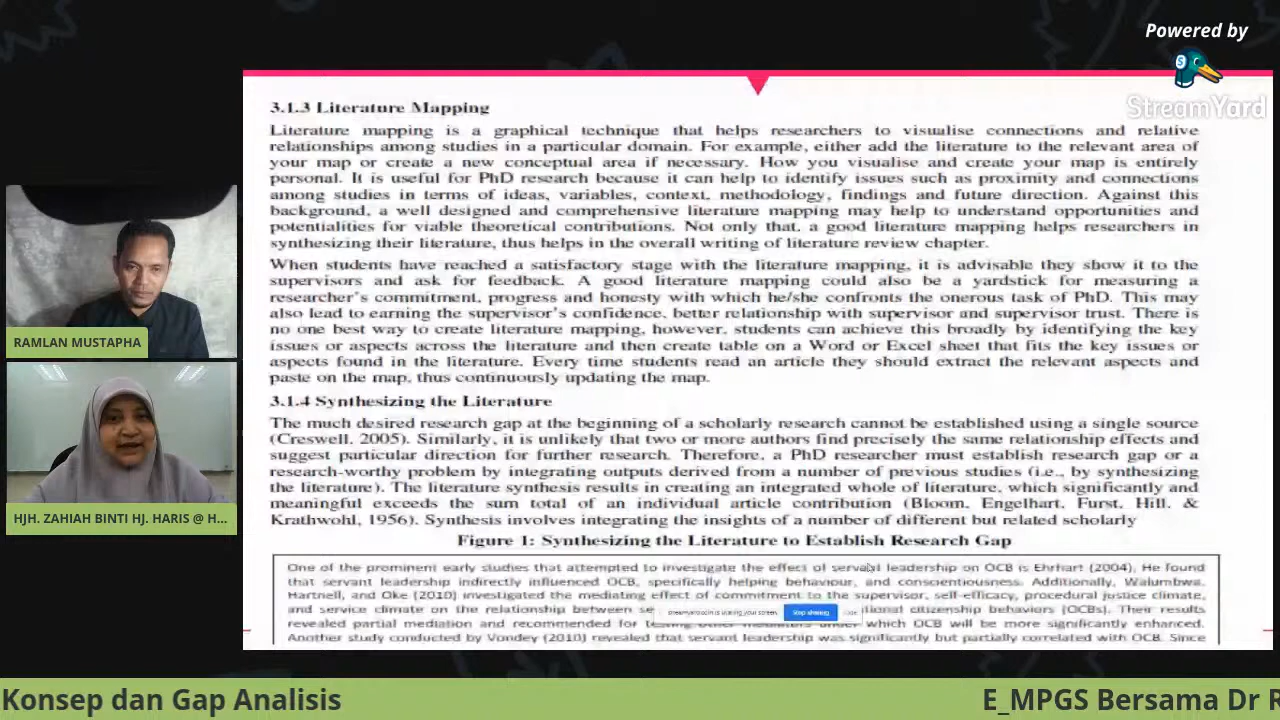 Powered by
StreamYard
3.1.3 Literature Mapping
Literature mapping is a graphical technique that helps researchers to visualise connections and relative
relationships among studies in a particular domain. For example, either add the literature to the relevant area of
your map or create a new conceptual area if necessary. How you visualise and create your map is entirely
personal. It is useful for PhD research because it can help to identify issues such as proximity and connections
among studies in terms of ideas, variables, context, methodology, findings and future direction. Against this
background, a well designed and comprehensive literature mapping may help to understand opportunities and
potentialities for viable theoretical contributions. Not only that, a good literature mapping helps researchers in
synthesizing their literature, thus helps in the overall writing of literature review chapter.
When students have reached a satisfactory stage with the literature mapping, it is advisable they show it to the
supervisors and ask for feedback. A good literature mapping could also be a yardstick for measuring a
researcher's commitment, progress and honesty with which he/she confronts the onerous task of PhD. This may
also lead to earning the supervisor's confidence, better relationship with supervisor and supervisor trust. There is
no one best way to create literature mapping, however, students can achieve this broadly by identifying the key
issues or aspects across the literature and then create table on a Word or Excel sheet that fits the key issues or
aspects found in the literature. Every time students read an article they should extract the relevant aspects and
paste on the map, thus continuously updating the map.
3.1.4 Synthesizing the Literature
The much desired research gap at the beginning of a scholarly research cannot be established using a single source
(Creswell, 2005). Similarly, it is unlikely that two or more authors find precisely the same relationship effects and
suggest particular direction for further research. Therefore, a PhD researcher must establish research gap or a
research-worthy problem by integrating outputs derived from a number of previous studies (i.e., by synthesizing
the literature). The literature synthesis results in creating an integrated whole of literature, which significantly and
meaningful exceeds the sum total of an individual article contribution (Bloom, Engelhart, Furst, Hill, &
Krathwohl, 1956). Synthesis involves integrating the insights of a number of different but related scholarly
Figure 1: Synthesizing the Literature to Establish Research Gap
One of the prominent early studies that attempted to investigate the effect of servant leadership on OCB is Ehrhart (2004). He found
that servant leadership indirectly influenced OCB, specifically helping behaviour, and conscientiousness. Additionally, Walumbwa,
Hartnell, and Oke (2010) investigated the mediating effect of commitment to the supervisor, self-efficacy, procedural justice climate,
and service climate on the relationship between citizenship behaviors (OCBs). Their results
streamyard.com is sharing your screen.
Stop sharing
revealed partial mediation and recommended for which OCB will be more significantly enhanced.
Another study conducted by Vondey (2010) revealed that servant leadership was significantly but partially correlated with OCB. Since
RAMLAN MUSTAPHA
HJH. ZAHIAH BINTI HJ. HARIS @ H...
Konsep dan Gap Analisis
E_MPGS Bersama Dr R